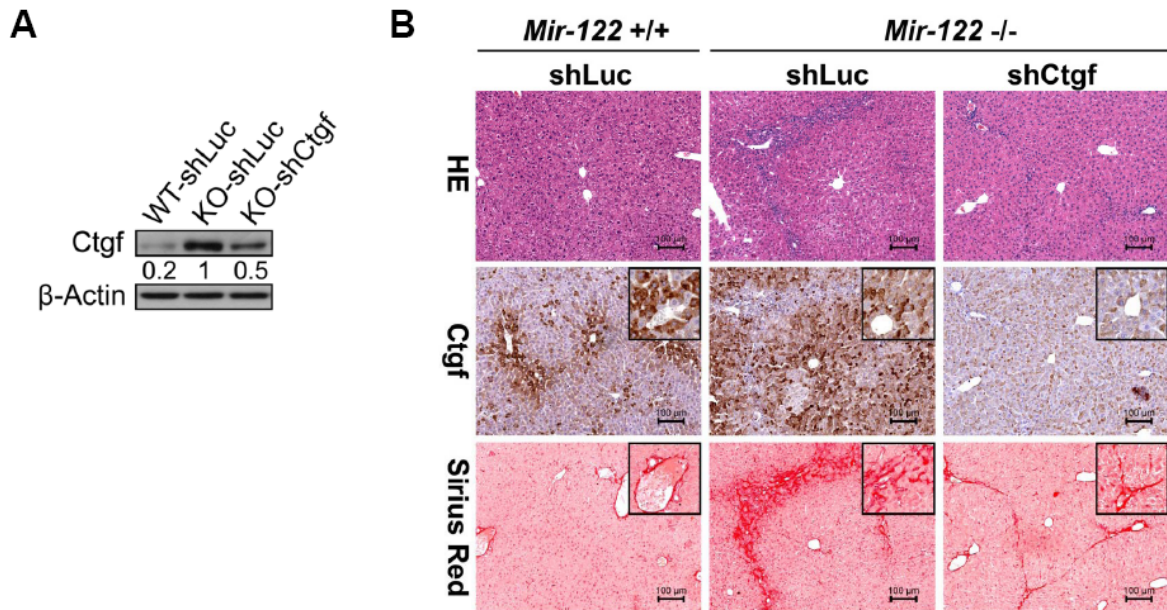 A
WT-shLuc
KO-shLuc
KO-shCtgf
Ctgf
0.2 1 0.5
β-Actin
B
Mir-122 +/+ Mir-122 -/-
shLuc shLuc shCtgf
HE
100 µm 100 µm 100 µm
Ctgf
100 µm 100 µm 100 µm
Sirius Red
100 µm 100 µm 100 µm